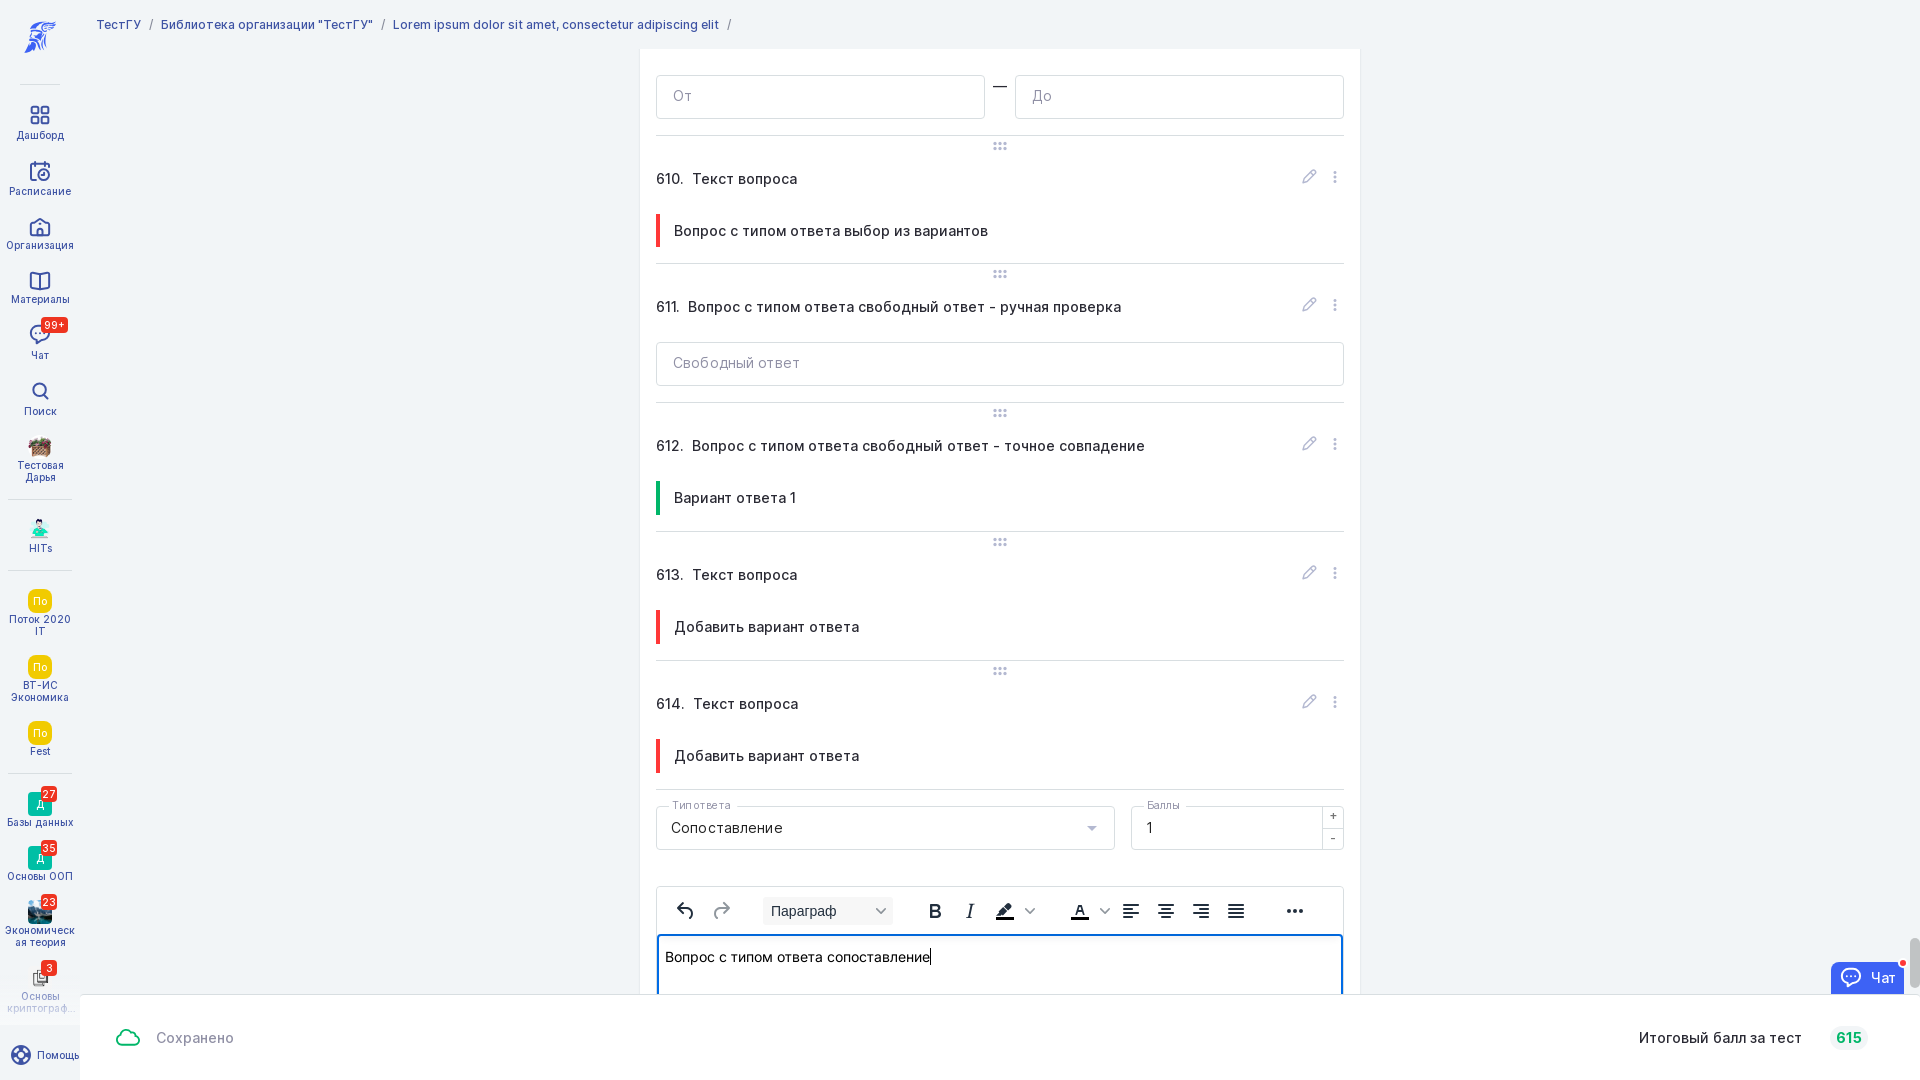 ТестГУ / Библиотека организации "ТестГУ" / Lorem ipsum dolor sit amet, consectetur adipiscing elit /
Дашборд
Расписание
Организация
Материалы
99+
Чат
Поиск
Тестовая
Дарья
HITs
По
Поток 2020
IT
По
ВТ-ИС
Экономика
По
Fest
27
Д
Базы данных
35
Д
Основы ООП
23
Экономическ
ая теория
3
Основы
криптограф...
Помощь
От
—
До
610. Текст вопроса
Вопрос с типом ответа выбор из вариантов
611. Вопрос с типом ответа свободный ответ - ручная проверка
Свободный ответ
612. Вопрос с типом ответа свободный ответ - точное совпадение
Вариант ответа 1
613. Текст вопроса
Добавить вариант ответа
614. Текст вопроса
Добавить вариант ответа
Тип ответа
Сопоставление
Баллы
1
+
-
Параграф
B I A
Вопрос с типом ответа сопоставление
Чат
Сохранено
Итоговый балл за тест 615